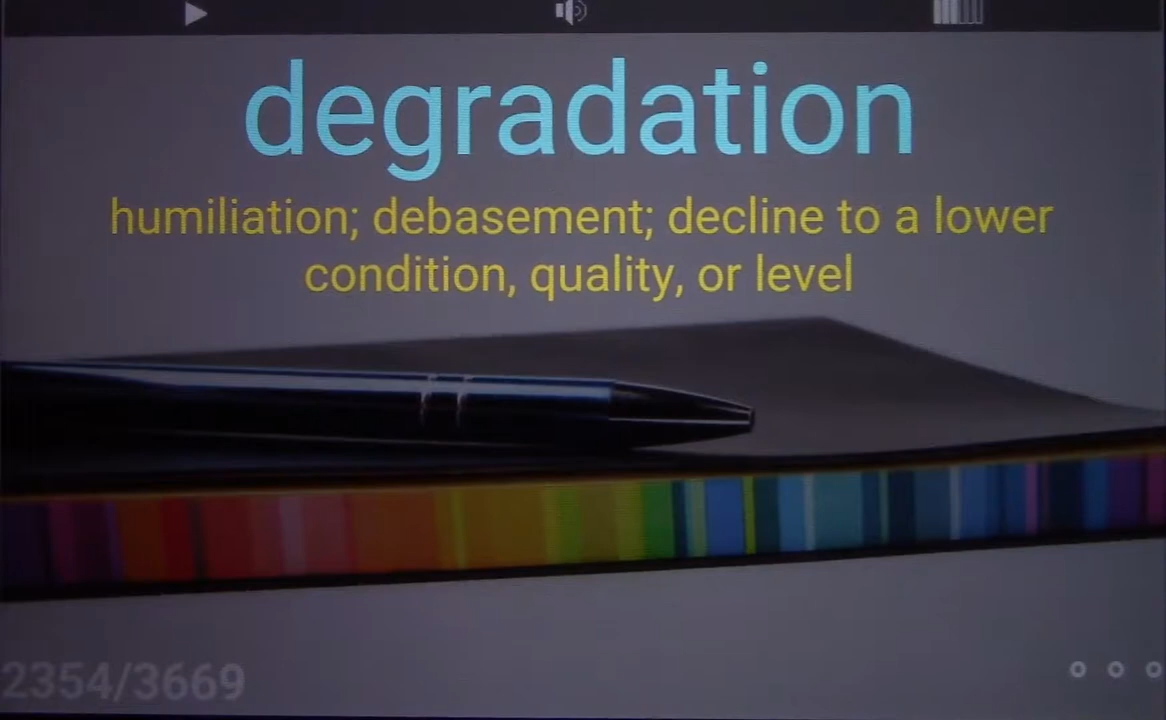 degradation
humiliation; debasement; decline to a lower
condition, quality, or level
2354/3669